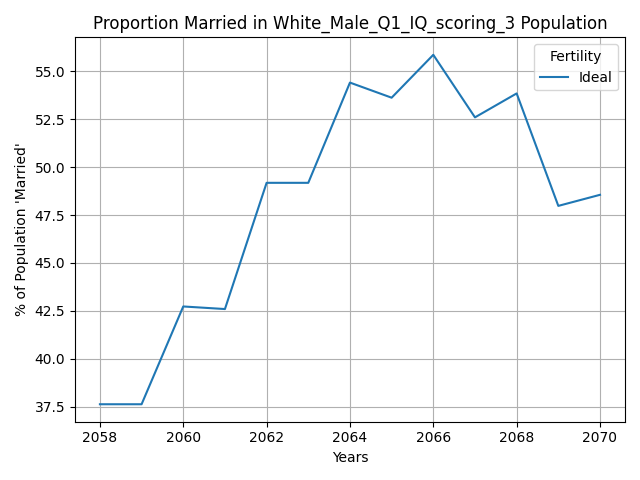 Proportion Married in White_Male_Q1_IQ_scoring_3 Population
Fertility
Ideal
% of Population 'Married'
55.0
52.5
50.0
47.5
45.0
42.5
40.0
37.5
2058 2060 2062 2064 2066 2068 2070
Years